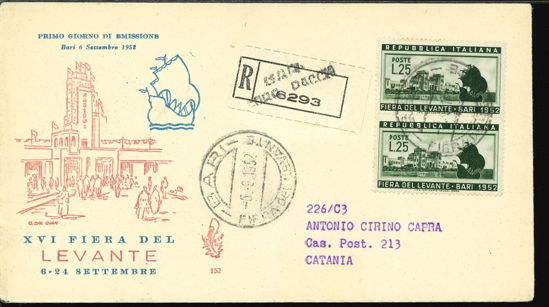 PRIMO GIORNO DI EMISSIONE
Bari 6 Settembre 1952
XVI FIERA DEL
LEVANTE
6-24 SETTEMBRE
R
BARI
6293
BARI
152
REPUBBLICA ITALIANA
POSTE
L.25
FIERA DEL LEVANTE - BARI 1952
REPUBBLICA ITALIANA
POSTE
L.25
FIERA DEL LEVANTE - BARI 1952
226/C3
ANTONIO CIRINO CAPRA
Cas. Post. 213
CATANIA